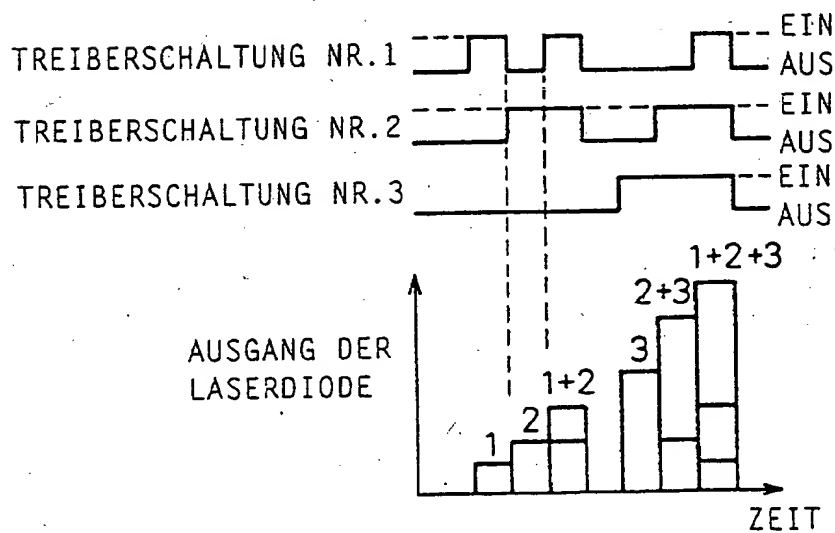 TREIBERSCHALTUNG NR.1
EIN
AUS
TREIBERSCHALTUNG NR.2
EIN
AUS
TREIBERSCHALTUNG NR.3
EIN
AUS
AUSGANG DER
LASERDIODE
1
2
1+2
3
2+3
1+2+3
ZEIT